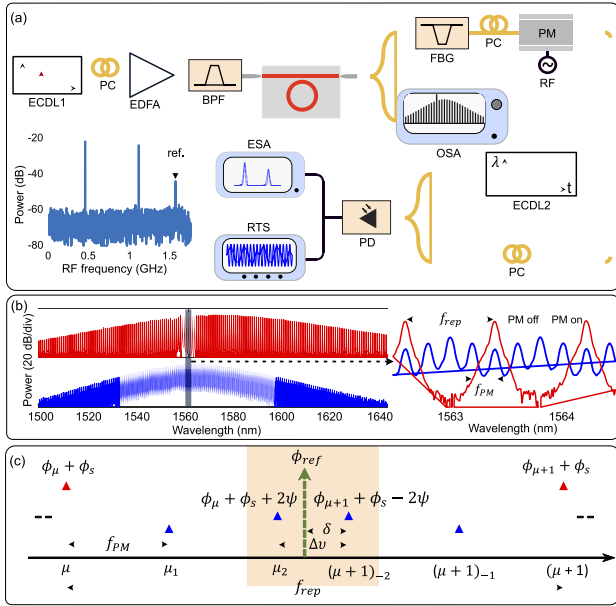 (a)
ECDL1
PC
EDFA
BPF
FBG
PC
PM
RF
OSA
λ
t
ECDL2
PC
ESA
RTS
PD
ref.
Power (dB)
-20
-40
-60
-80
0 0.5 1 1.5
RF frequency (GHz)
(b)
Power (20 dB/div)
1500 1520 1540 1560 1580 1600 1620 1640
Wavelength (nm)
f_rep
PM off PM on
f_PM
1563 1564
Wavelength (nm)
(c)
ϕ_ref
ϕ_μ + ϕ_s
ϕ_μ+1 + ϕ_s
ϕ_μ + ϕ_s + 2ψ
ϕ_μ+1 + ϕ_s − 2ψ
f_PM
δ
Δυ
μ μ_1 μ_2 (μ + 1)_−2 (μ + 1)_−1 (μ + 1)
f_rep